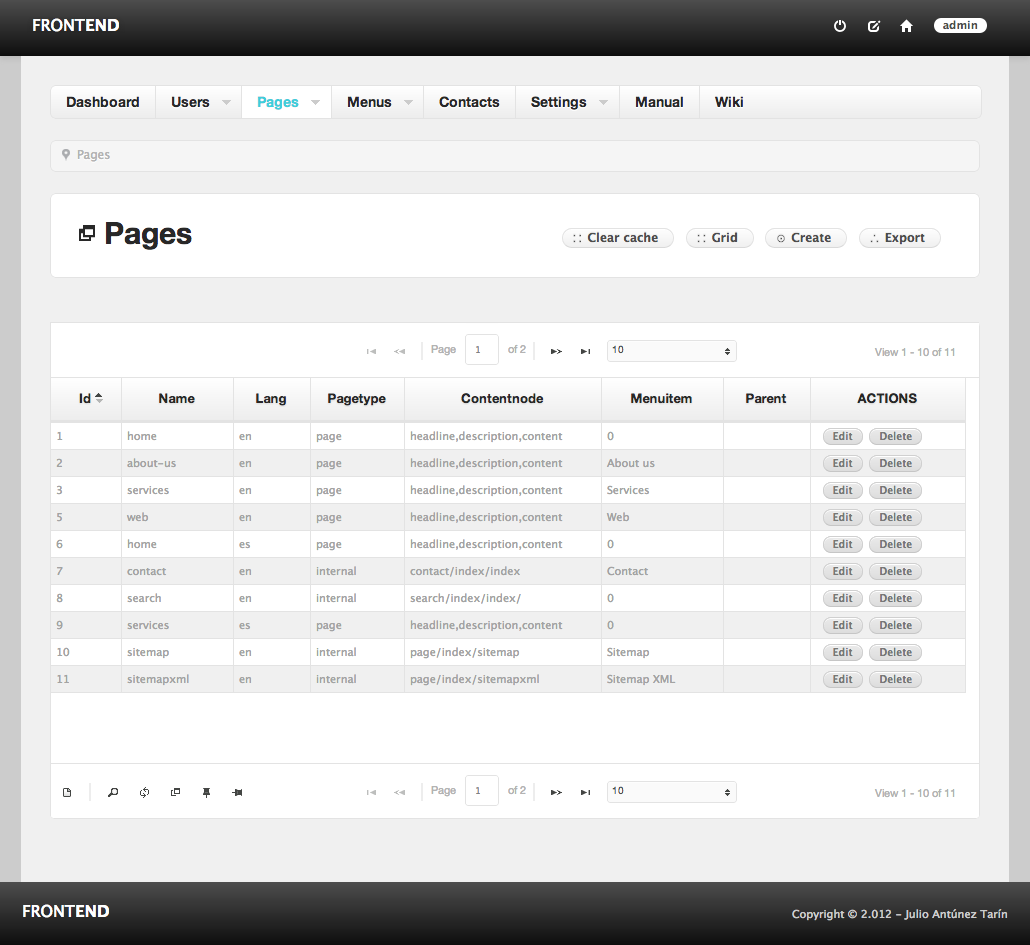 FRONTEND admin
Dashboard Users Pages Menus Contacts Settings Manual Wiki
Pages
Pages Clear cache Grid Create Export
Page 1 of 2 10 View 1 - 10 of 11
Id Name Lang Pagetype Contentnode Menuitem Parent ACTIONS
1 home en page headline,description,content 0 Edit Delete
2 about-us en page headline,description,content About us Edit Delete
3 services en page headline,description,content Services Edit Delete
5 web en page headline,description,content Web Edit Delete
6 home es page headline,description,content 0 Edit Delete
7 contact en internal contact/index/index Contact Edit Delete
8 search en internal search/index/index/ 0 Edit Delete
9 services es page headline,description,content 0 Edit Delete
10 sitemap en internal page/index/sitemap Sitemap Edit Delete
11 sitemapxml en internal page/index/sitemapxml Sitemap XML Edit Delete
Page 1 of 2 10 View 1 - 10 of 11
FRONTEND Copyright © 2.012 - Julio Antúnez Tarín